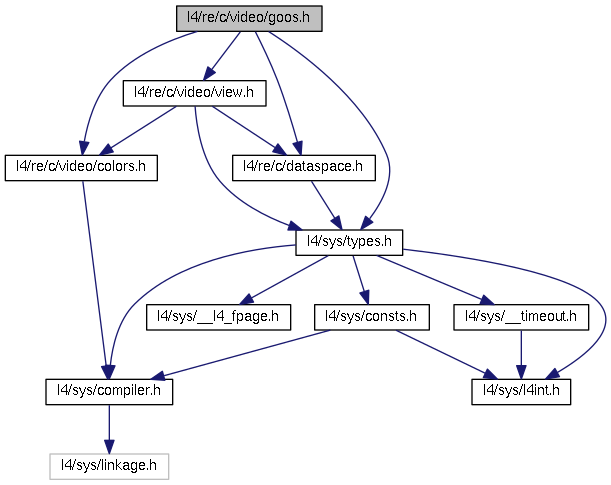 l4/re/c/video/goos.h
l4/re/c/video/view.h
l4/re/c/video/colors.h
l4/re/c/dataspace.h
l4/sys/types.h
l4/sys/__l4_fpage.h
l4/sys/consts.h
l4/sys/__timeout.h
l4/sys/compiler.h
l4/sys/l4int.h
l4/sys/linkage.h